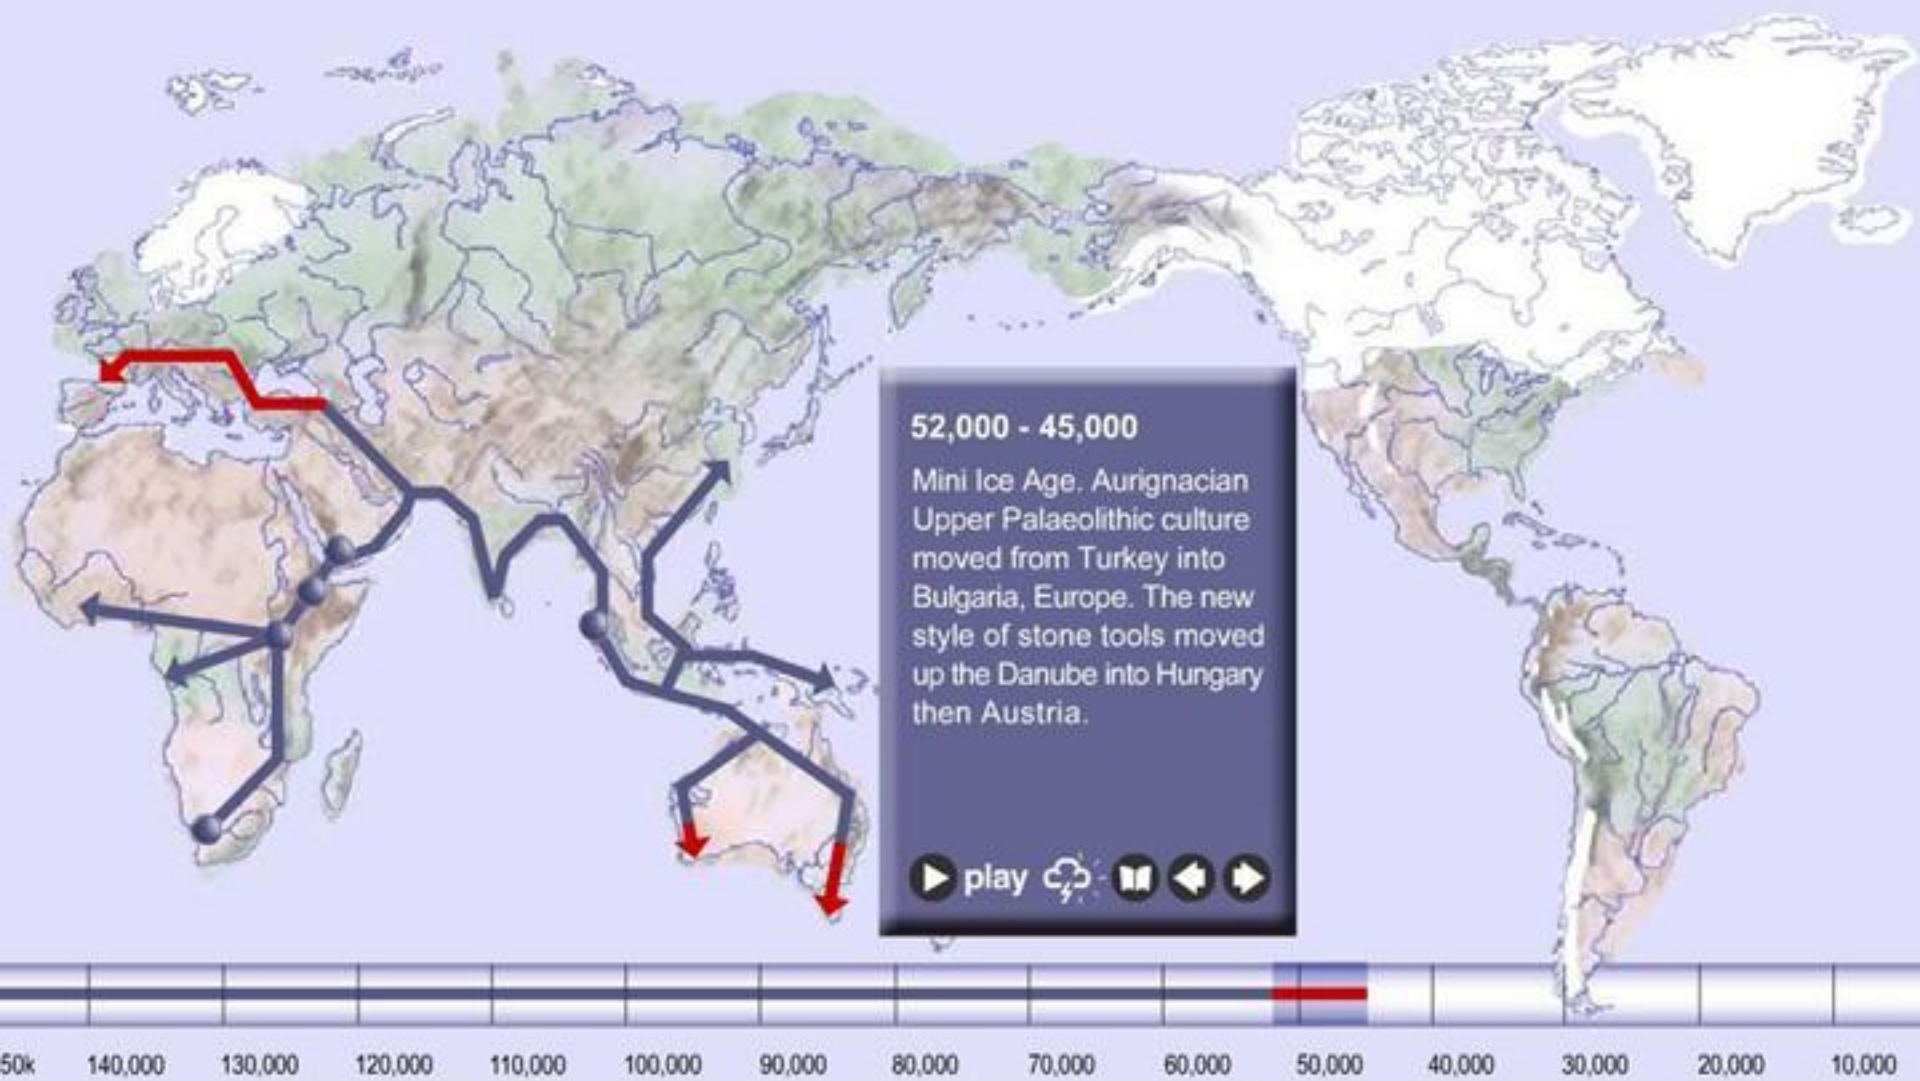 52,000 - 45,000
Mini Ice Age. Aurignacian
Upper Palaeolithic culture
moved from Turkey into
Bulgaria, Europe. The new
style of stone tools moved
up the Danube into Hungary
then Austria.
play
50k 140,000 130,000 120,000 110,000 100,000 90,000 80,000 70,000 60,000 50,000 40,000 30,000 20,000 10,000